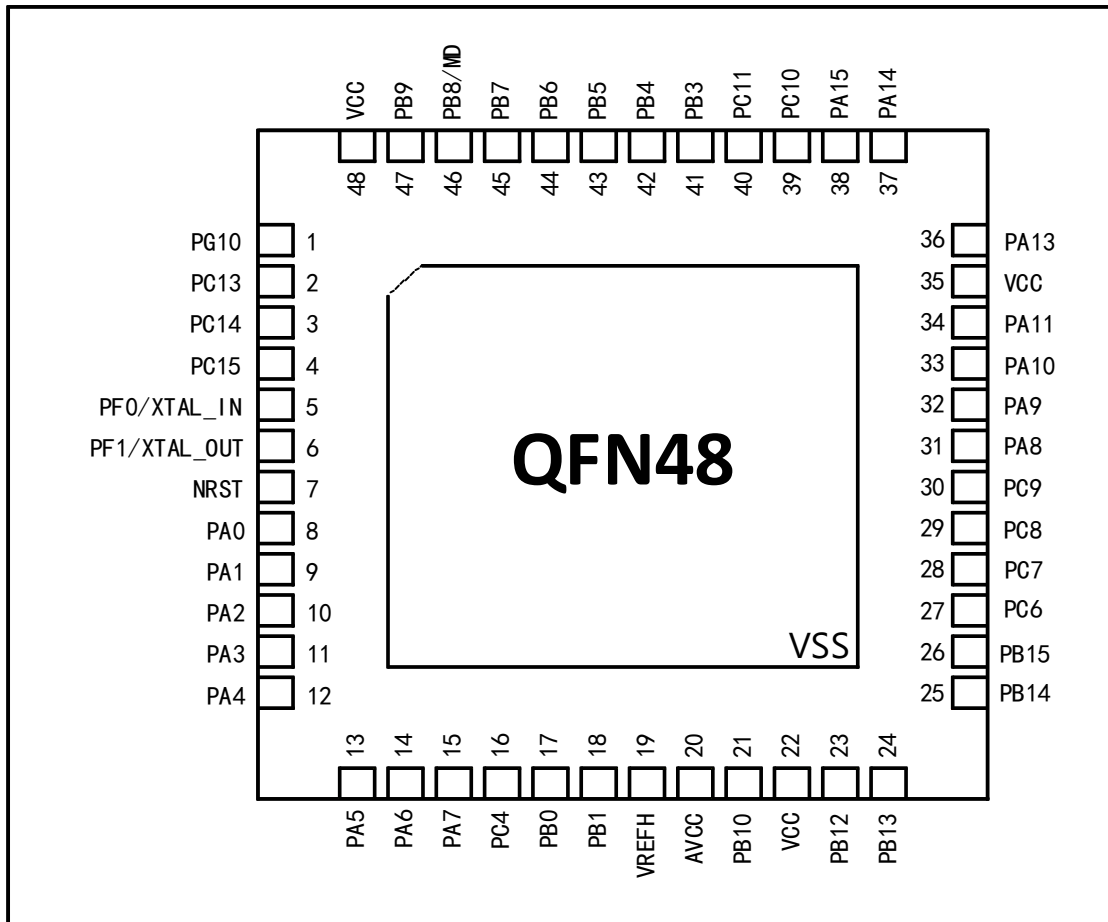 VCC PB9 PB8/MD PB7 PB6 PB5 PB4 PB3 PC11 PC10 PA15 PA14
48 47 46 45 44 43 42 41 40 39 38 37
PG10 1 36 PA13
PC13 2 35 VCC
PC14 3 34 PA11
PC15 4 33 PA10
PF0/XTAL_IN 5 32 PA9
PF1/XTAL_OUT 6 31 PA8
QFN48
NRST 7 30 PC9
PA0 8 29 PC8
PA1 9 28 PC7
PA2 10 27 PC6
PA3 11 26 PB15
VSS
PA4 12 25 PB14
13 14 15 16 17 18 19 20 21 22 23 24
PA5 PA6 PA7 PC4 PB0 PB1 VREFH AVCC PB10 VCC PB12 PB13